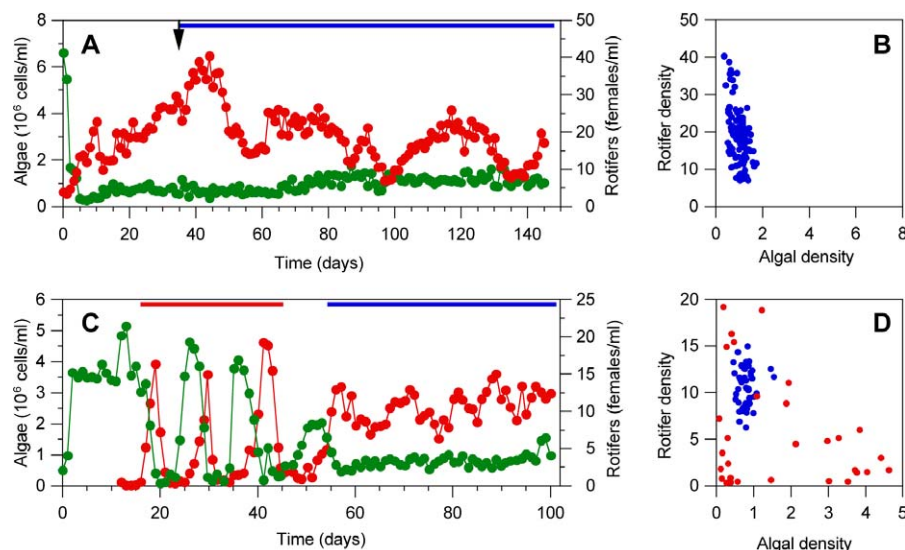 A
Algae (10⁶ cells/ml)
8
6
4
2
0
Rotifers (females/ml)
50
40
30
20
10
0
0 20 40 60 80 100 120 140
Time (days)
B
Rotifer density
50
40
30
20
10
0
0 2 4 6 8
Algal density
C
Algae (10⁶ cells/ml)
6
5
4
3
2
1
0
Rotifers (females/ml)
25
20
15
10
5
0
0 20 40 60 80 100
Time (days)
D
Rotifer density
20
15
10
5
0
0 1 2 3 4 5
Algal density